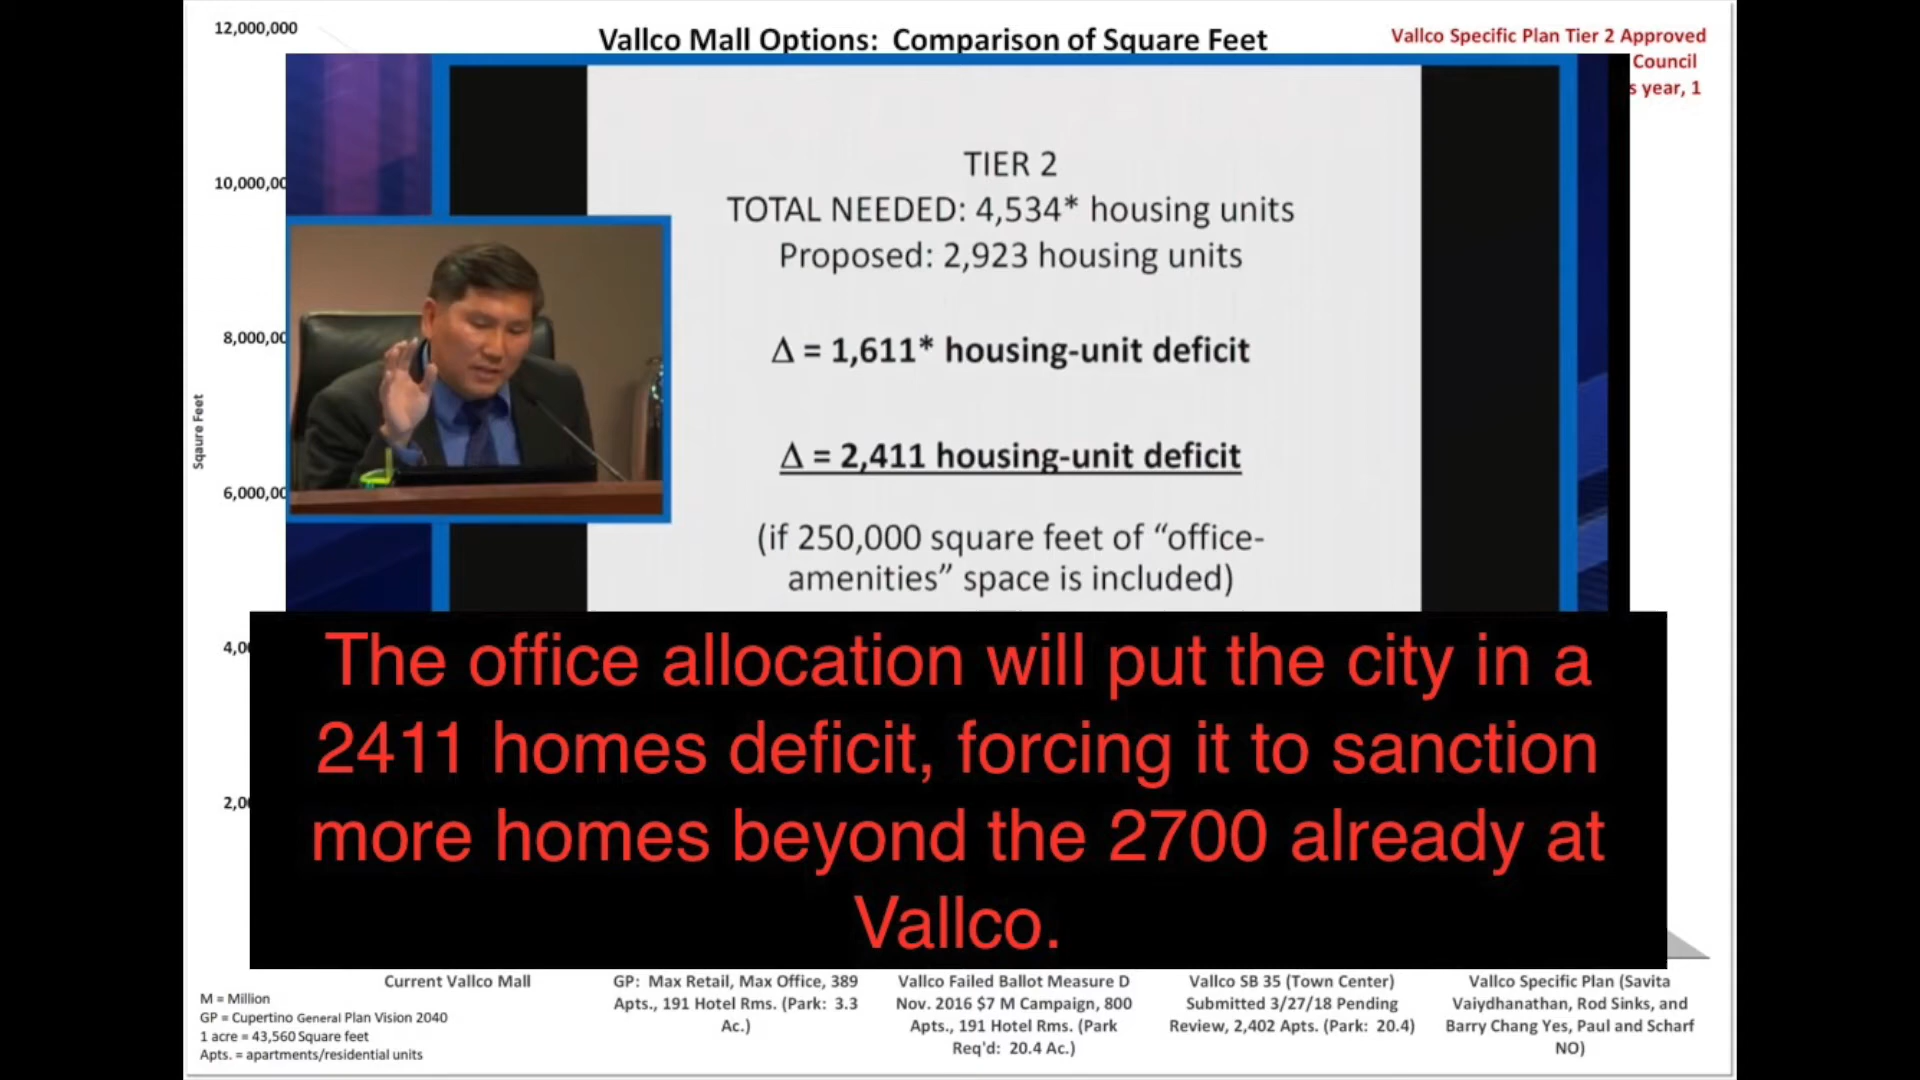 12,000,000
Vallco Mall Options: Comparison of Square Feet
Vallco Specific Plan Tier 2 Approved
Council
s year, 1
10,000,00
8,000,00
6,000,00
4,0
2,0
Sqaure Feet
TIER 2
TOTAL NEEDED: 4,534* housing units
Proposed: 2,923 housing units
Δ = 1,611* housing-unit deficit
Δ = 2,411 housing-unit deficit
(if 250,000 square feet of “office-
amenities” space is included)
The office allocation will put the city in a
2411 homes deficit, forcing it to sanction
more homes beyond the 2700 already at
Vallco.
Current Vallco Mall
GP: Max Retail, Max Office, 389
Apts., 191 Hotel Rms. (Park: 3.3
Ac.)
Vallco Failed Ballot Measure D
Nov. 2016 $7 M Campaign, 800
Apts., 191 Hotel Rms. (Park
Req'd: 20.4 Ac.)
Vallco SB 35 (Town Center)
Submitted 3/27/18 Pending
Review, 2,402 Apts. (Park: 20.4)
Vallco Specific Plan (Savita
Vaiydhanathan, Rod Sinks, and
Barry Chang Yes, Paul and Scharf
NO)
M = Million
GP = Cupertino General Plan Vision 2040
1 acre = 43,560 Square feet
Apts. = apartments/residential units